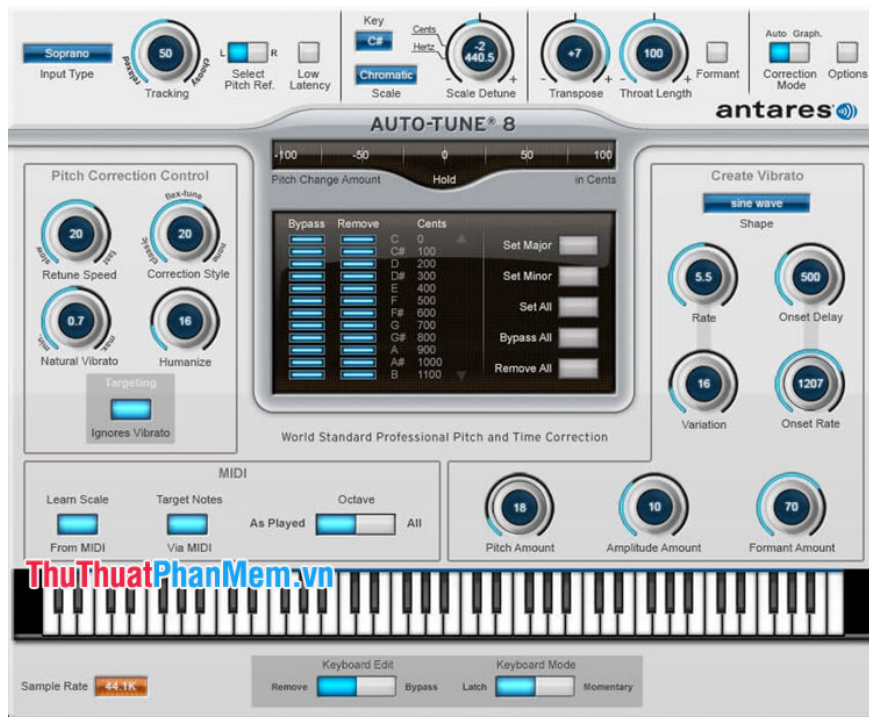 Soprano
Input Type
50
relaxed
choosy
Tracking
L R
Select
Pitch Ref.
Low
Latency
Key
C#
Chromatic
Scale
Cents
Hertz
-2
440.5
- +
Scale Detune
+7
- +
Transpose
100
- +
Throat Length
Formant
Auto Graph.
Correction
Mode
Options
antares
AUTO-TUNE® 8
-100 -50 0 50 100
Pitch Change Amount Hold in Cents
Pitch Correction Control
20
slow
fast
Retune Speed
flex-tune
classic
none
20
Correction Style
0.7
min.
max.
Natural Vibrato
16
Humanize
Targeting
Ignores Vibrato
Bypass Remove Cents
C 0
C# 100
D 200
D# 300
E 400
F 500
F# 600
G 700
G# 800
A 900
A# 1000
B 1100
Set Major
Set Minor
Set All
Bypass All
Remove All
World Standard Professional Pitch and Time Correction
Create Vibrato
sine wave
Shape
5.5
Rate
500
Onset Delay
16
Variation
1207
Onset Rate
MIDI
Learn Scale
From MIDI
Target Notes
Via MIDI
Octave
As Played All
18
Pitch Amount
10
Amplitude Amount
70
Formant Amount
ThuThuatPhanMem.vn
Sample Rate 44.1K
Keyboard Edit
Remove Bypass
Keyboard Mode
Latch Momentary